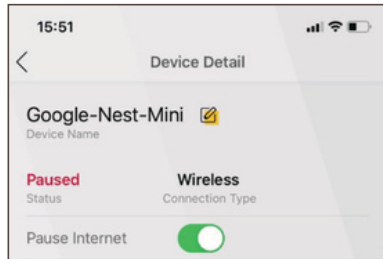 15:51
Device Detail
Google-Nest-Mini
Device Name
Paused Wireless
Status Connection Type
Pause Internet